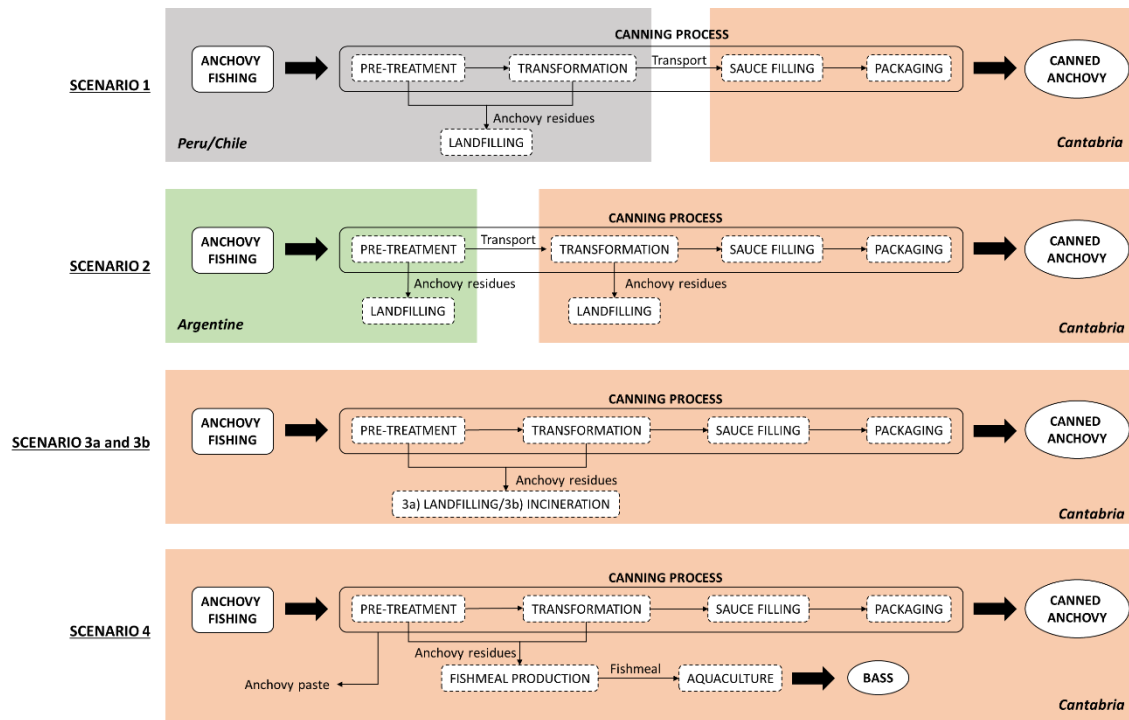 CANNING PROCESS
ANCHOVY
FISHING
PRE-TREATMENT
TRANSFORMATION
Transport
SAUCE FILLING
PACKAGING
CANNED
ANCHOVY
SCENARIO 1
Anchovy residues
LANDFILLING
Peru/Chile
Cantabria
CANNING PROCESS
ANCHOVY
FISHING
PRE-TREATMENT
Transport
TRANSFORMATION
SAUCE FILLING
PACKAGING
CANNED
ANCHOVY
SCENARIO 2
Anchovy residues
Anchovy residues
LANDFILLING
LANDFILLING
Argentine
Cantabria
CANNING PROCESS
ANCHOVY
FISHING
PRE-TREATMENT
TRANSFORMATION
SAUCE FILLING
PACKAGING
CANNED
ANCHOVY
SCENARIO 3a and 3b
Anchovy residues
3a) LANDFILLING/3b) INCINERATION
Cantabria
CANNING PROCESS
ANCHOVY
FISHING
PRE-TREATMENT
TRANSFORMATION
SAUCE FILLING
PACKAGING
CANNED
ANCHOVY
SCENARIO 4
Anchovy residues
Anchovy paste
FISHMEAL PRODUCTION
Fishmeal
AQUACULTURE
BASS
Cantabria